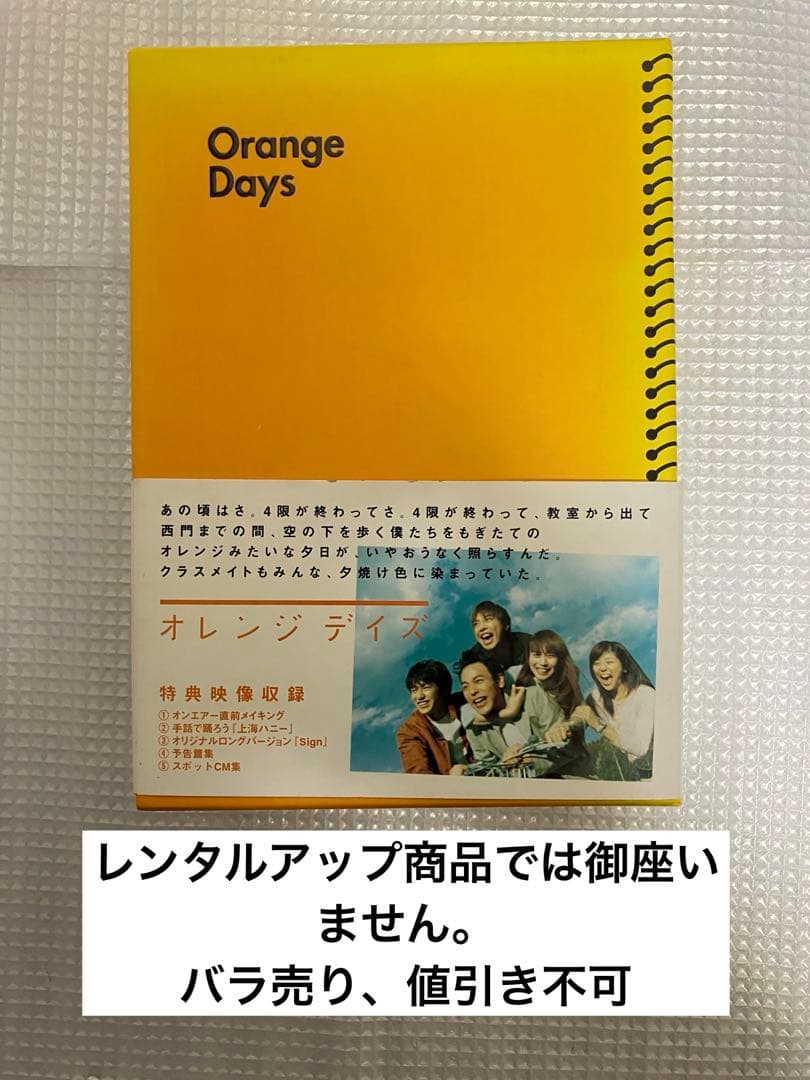 Orange
Days
あの頃はさ。4限が終わってさ。4限が終わって、教室から出て
西門までの間、空の下を歩く僕たちをもぎたての
オレンジみたいな夕日が、いやおうなく照らすんだ。
クラスメイトもみんな、夕焼け色に染まっていた。
オレンジ デイズ
特典映像収録
①オンエアー直前メイキング
②手話で踊ろう「上海ハニー」
③オリジナルロングバージョン「Sign」
④予告篇集
⑤スポットCM集
レンタルアップ商品では御座い
ません。
バラ売り、値引き不可